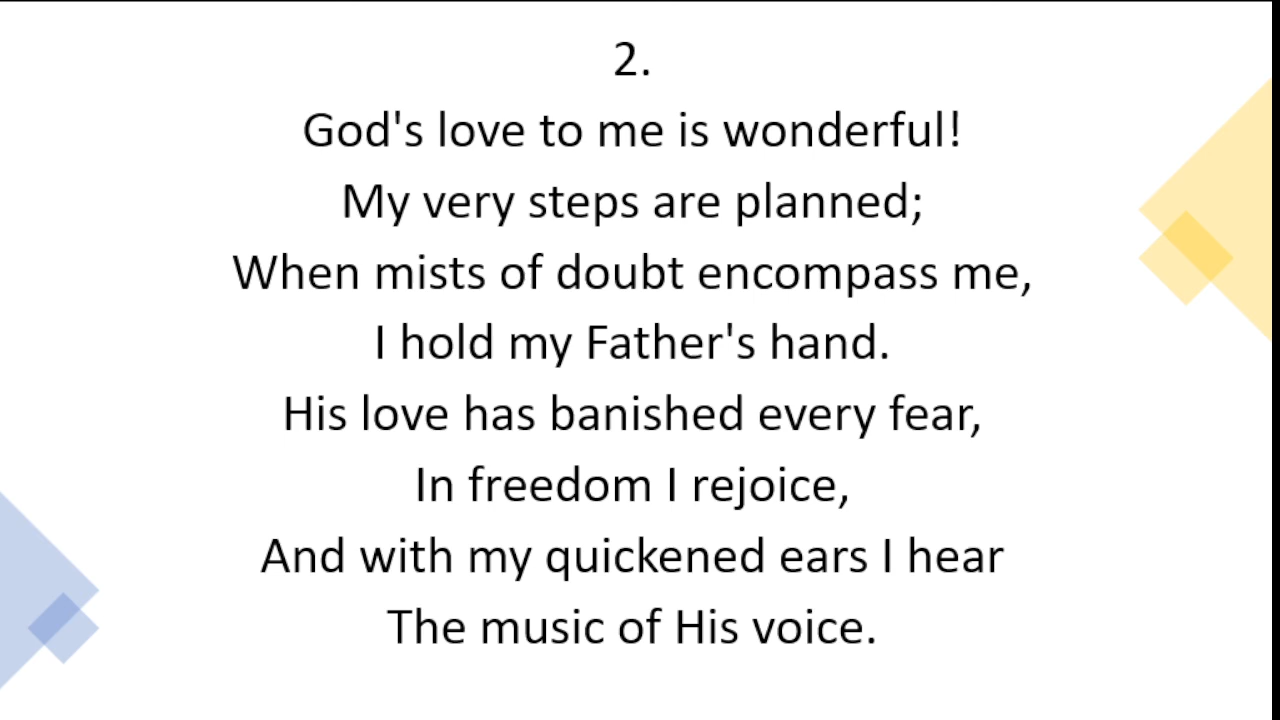 2.
God's love to me is wonderful!
My very steps are planned;
When mists of doubt encompass me,
I hold my Father's hand.
His love has banished every fear,
In freedom I rejoice,
And with my quickened ears I hear
The music of His voice.